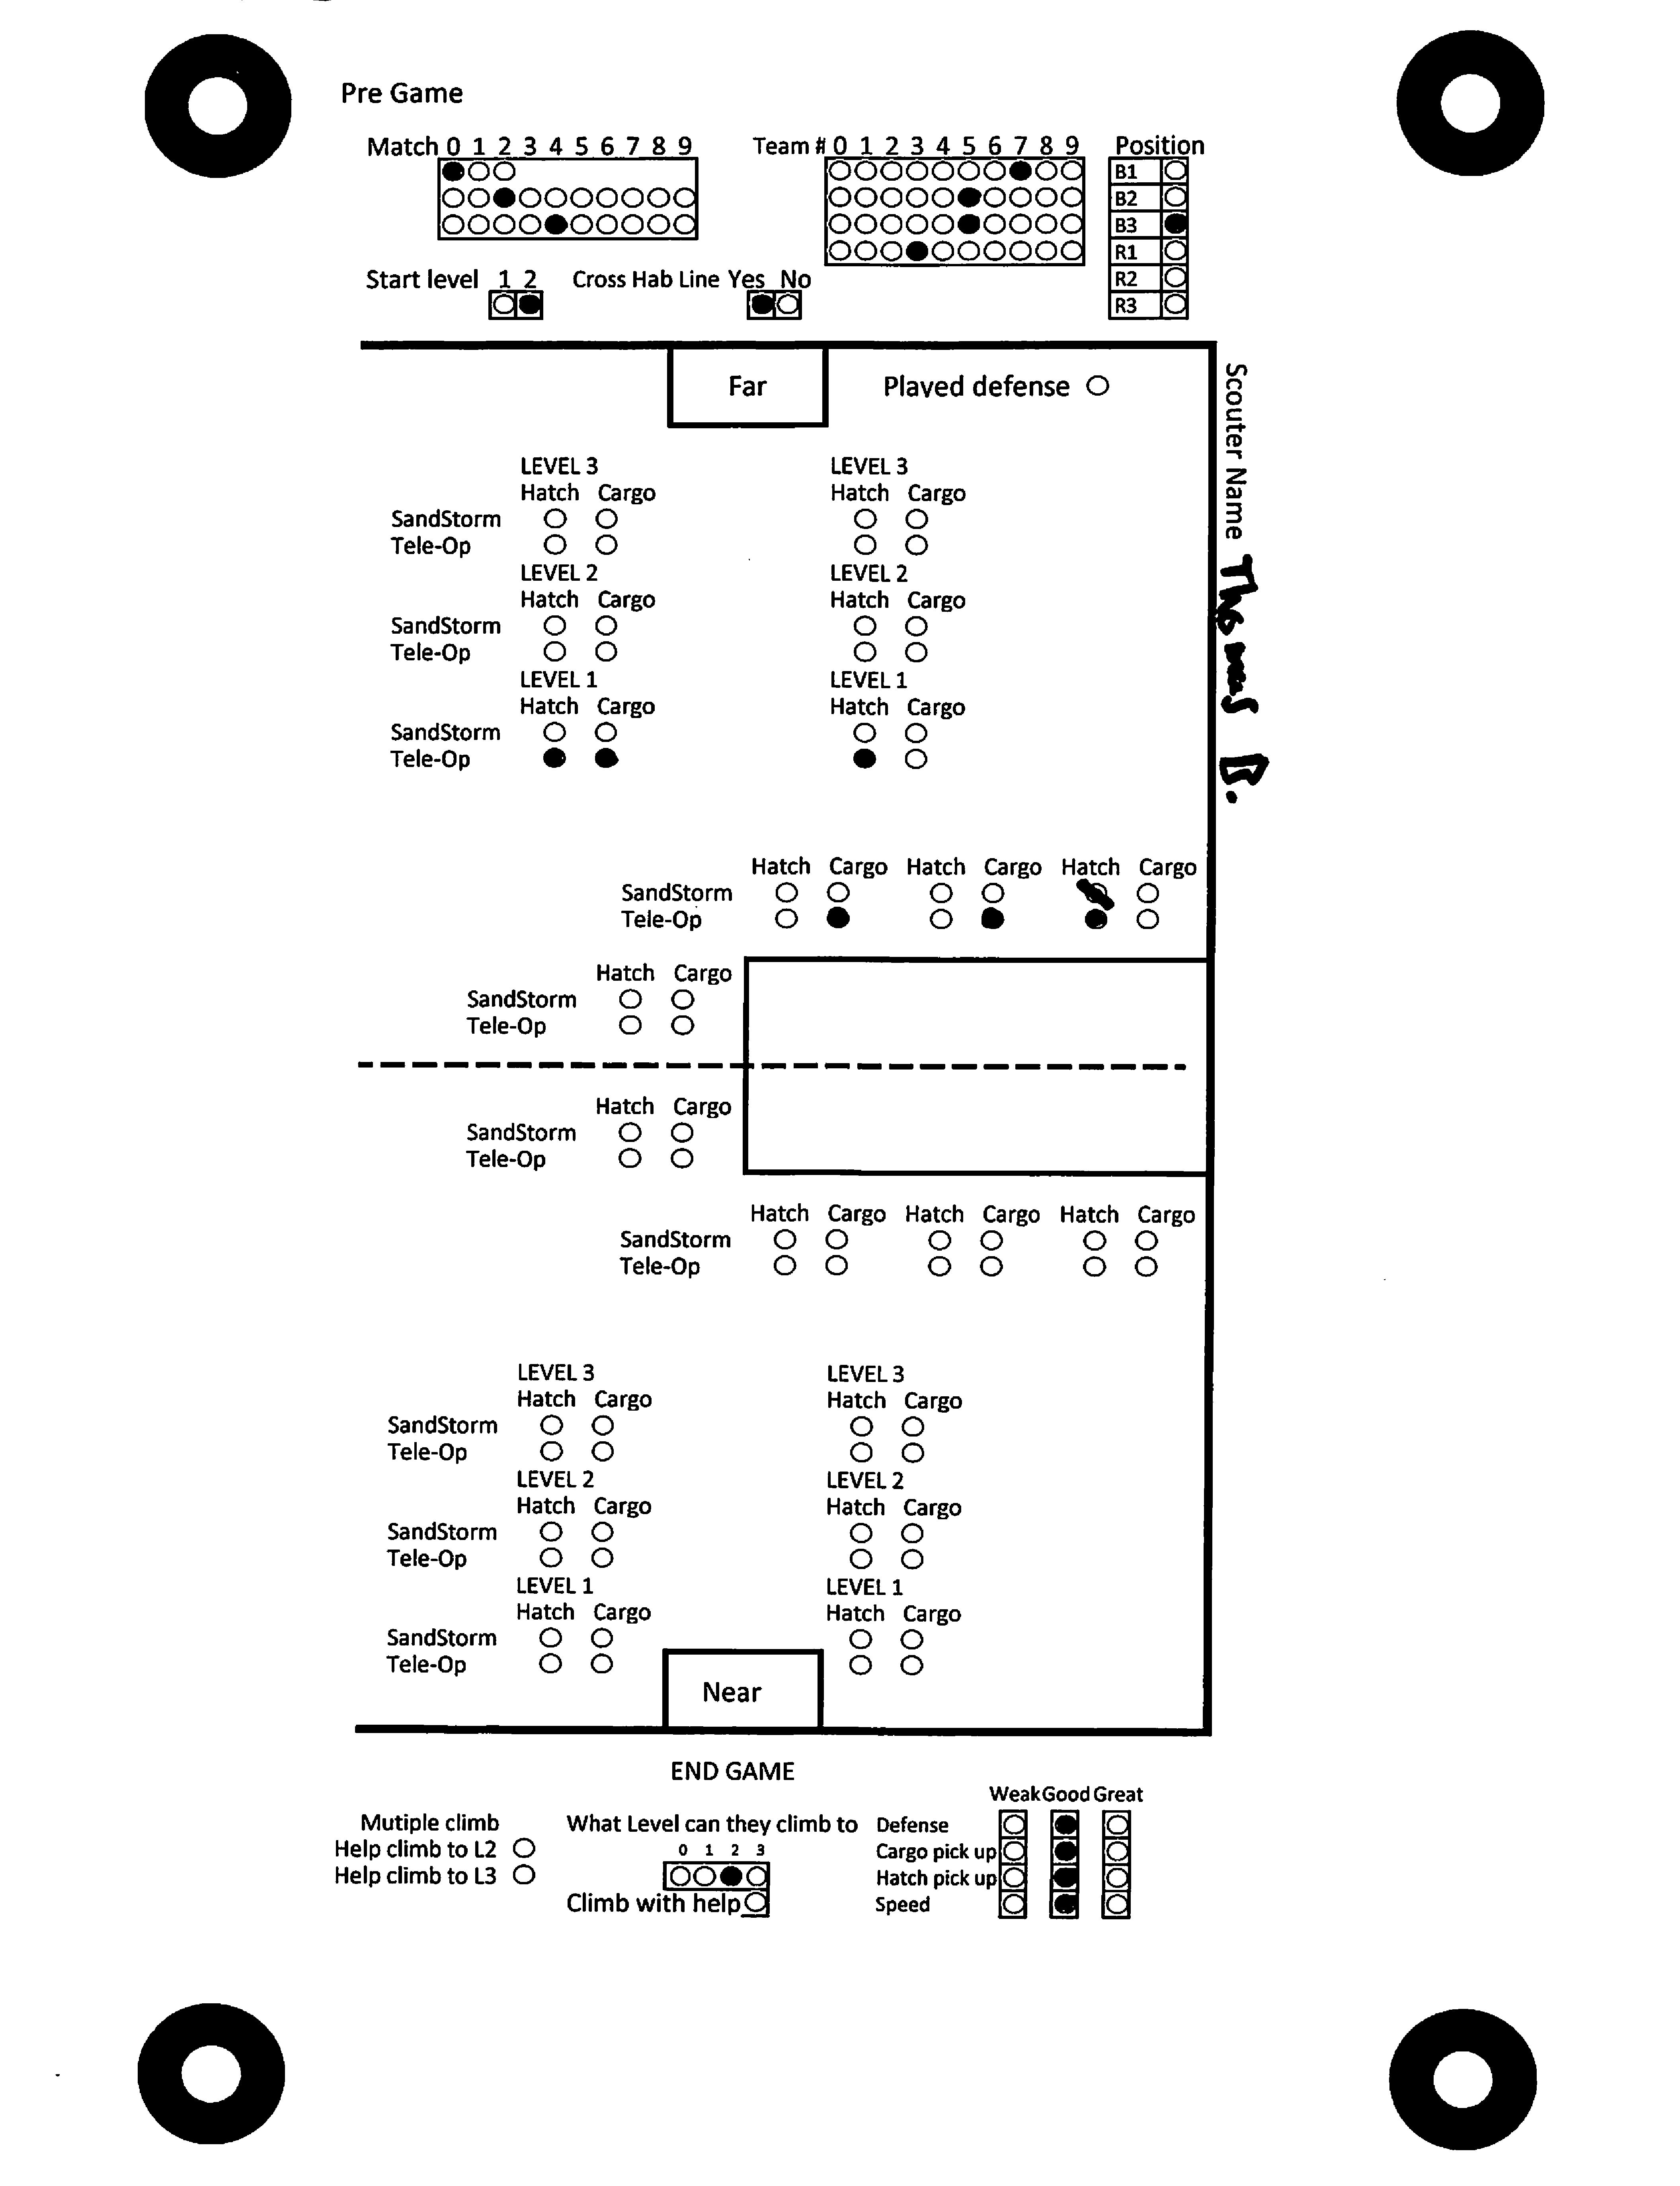 Pre Game
Match 0 1 2 3 4 5 6 7 8 9
Team # 0 1 2 3 4 5 6 7 8 9
Position
B1
B2
B3
R1
R2
R3
Start level 1 2
Cross Hab Line Yes No
Far
Played defense
Scouter Name Thomas B.
LEVEL 3 LEVEL 3
Hatch Cargo Hatch Cargo
SandStorm
Tele-Op
LEVEL 2 LEVEL 2
Hatch Cargo Hatch Cargo
SandStorm
Tele-Op
LEVEL 1 LEVEL 1
Hatch Cargo Hatch Cargo
SandStorm
Tele-Op
Hatch Cargo Hatch Cargo Hatch Cargo
SandStorm
Tele-Op
Hatch Cargo
SandStorm
Tele-Op
Hatch Cargo
SandStorm
Tele-Op
Hatch Cargo Hatch Cargo Hatch Cargo
SandStorm
Tele-Op
LEVEL 3 LEVEL 3
Hatch Cargo Hatch Cargo
SandStorm
Tele-Op
LEVEL 2 LEVEL 2
Hatch Cargo Hatch Cargo
SandStorm
Tele-Op
LEVEL 1 LEVEL 1
Hatch Cargo Hatch Cargo
SandStorm
Tele-Op
Near
END GAME
Mutiple climb
Help climb to L2
Help climb to L3
What Level can they climb to
0 1 2 3
Climb with help
Weak Good Great
Defense
Cargo pick up
Hatch pick up
Speed